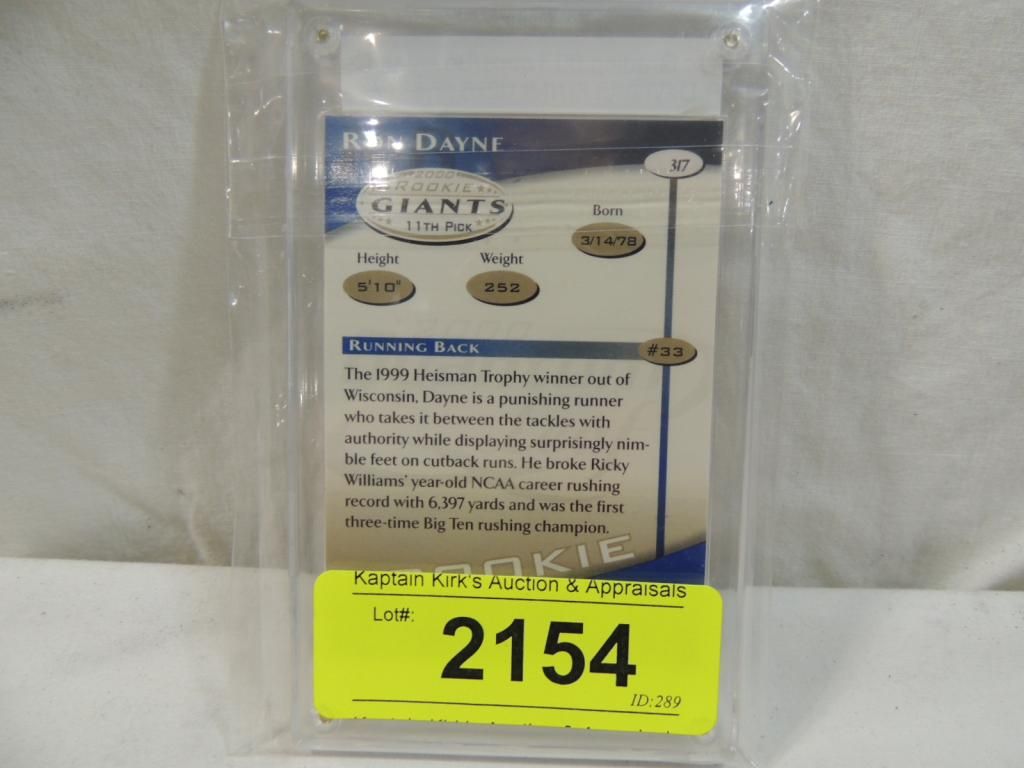 RON DAYNE
317
2000
ROOKIE
GIANTS
11TH PICK
Born
3/14/78
Height
Weight
5'10"
252
RUNNING BACK
#33
The 1999 Heisman Trophy winner out of
Wisconsin, Dayne is a punishing runner
who takes it between the tackles with
authority while displaying surprisingly nim-
ble feet on cutback runs. He broke Ricky
Williams' year-old NCAA career rushing
record with 6,397 yards and was the first
three-time Big Ten rushing champion.
ROOKIE
Kaptain Kirk's Auction & Appraisals
Lot#:
2154
ID:289